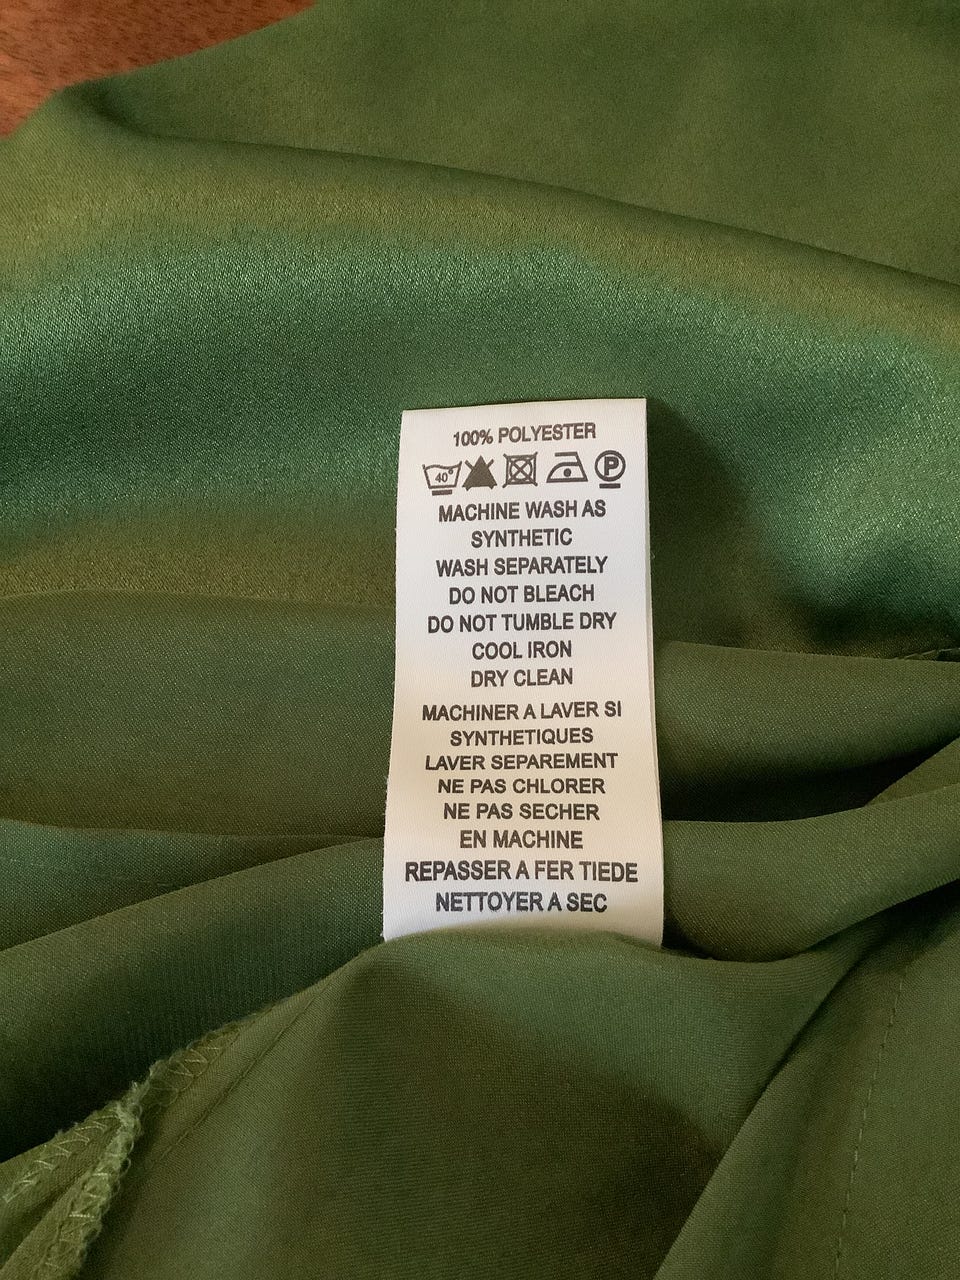 100% POLYESTER
40° P
MACHINE WASH AS
SYNTHETIC
WASH SEPARATELY
DO NOT BLEACH
DO NOT TUMBLE DRY
COOL IRON
DRY CLEAN
MACHINER A LAVER SI
SYNTHETIQUES
LAVER SEPAREMENT
NE PAS CHLORER
NE PAS SECHER
EN MACHINE
REPASSER A FER TIEDE
NETTOYER A SEC